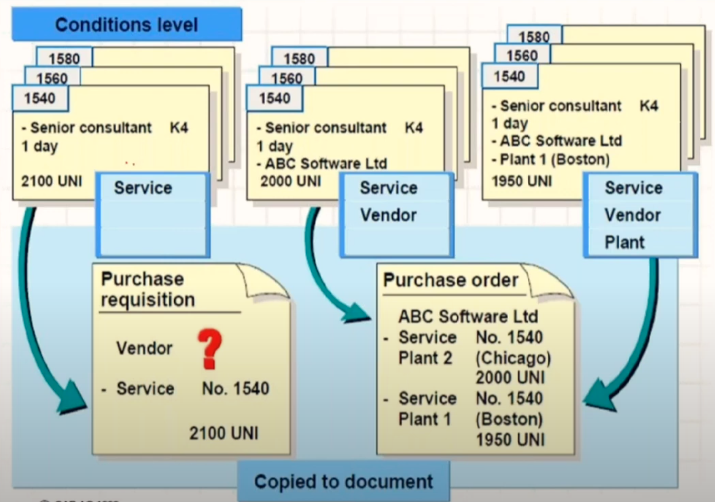 Conditions level
1580
1560
1540
- Senior consultant K4
1 day
2100 UNI
Service
1580
1560
1540
- Senior consultant K4
1 day
- ABC Software Ltd
2000 UNI
Service
Vendor
1580
1560
1540
- Senior consultant K4
1 day
- ABC Software Ltd
- Plant 1 (Boston)
1950 UNI
Service
Vendor
Plant
Purchase
requisition
Vendor ?
- Service No. 1540
2100 UNI
Purchase order
ABC Software Ltd
- Service No. 1540
Plant 2 (Chicago)
2000 UNI
- Service No. 1540
Plant 1 (Boston)
1950 UNI
Copied to document